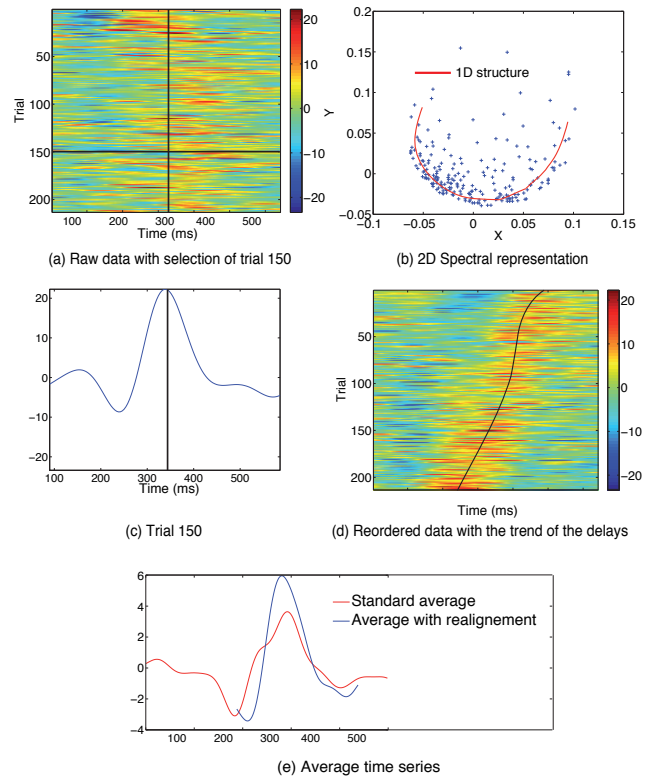 0
50
100
150
200
Trial
100 200 300 400 500
Time (ms)
20
10
0
−10
−20
(a) Raw data with selection of trial 150
0.2
0.15
0.1
0.05
0
−0.05
Y
1D structure
−0.1 −0.05 0 0.05 0.1 0.15
X
(b) 2D Spectral representation
20
10
0
−10
−20
100 200 300 400 500
Time (ms)
(c) Trial 150
0
50
100
150
200
Trial
Time (ms)
20
10
0
−10
−20
(d) Reordered data with the trend of the delays
6
4
2
0
−2
−4
Standard average
Average with realignement
100 200 300 400 500
(e) Average time series